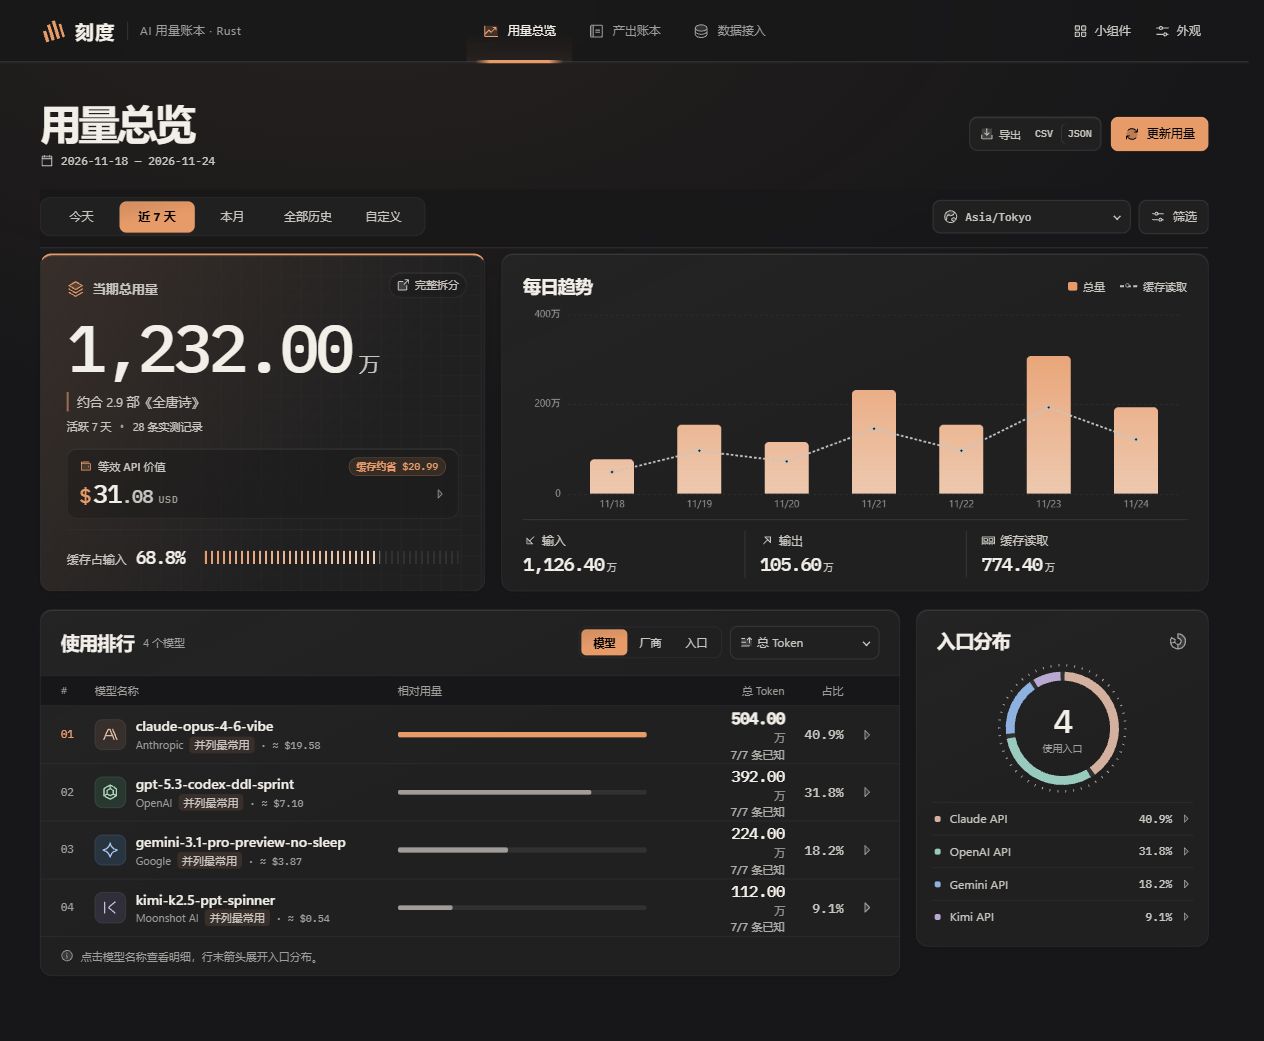 刻度
AI 用量账本 · Rust
用量总览
产出账本
数据接入
小组件
外观
用量总览
2026-11-18 — 2026-11-24
导出 CSV JSON
更新用量
今天
近 7 天
本月
全部历史
自定义
Asia/Tokyo
筛选
当期总用量
完整拆分
1,232.00 万
约合 2.9 部《全唐诗》
活跃 7 天 • 28 条实测记录
等效 API 价值
缓存约省 $20.99
$31.08 USD
缓存占输入 68.8%
每日趋势
总量
缓存读取
400万
200万
0
11/18
11/19
11/20
11/21
11/22
11/23
11/24
输入
1,126.40万
输出
105.60万
缓存读取
774.40万
使用排行 4 个模型
模型
厂商
入口
总 Token
# 模型名称 相对用量 总 Token 占比
01
claude-opus-4-6-vibe
Anthropic 并列最常用 · ≈ $19.58
504.00
万
7/7 条已知
40.9%
02
gpt-5.3-codex-ddl-sprint
OpenAI 并列最常用 · ≈ $7.10
392.00
万
7/7 条已知
31.8%
03
gemini-3.1-pro-preview-no-sleep
Google 并列最常用 · ≈ $3.87
224.00
万
7/7 条已知
18.2%
04
kimi-k2.5-ppt-spinner
Moonshot AI 并列最常用 · ≈ $0.54
112.00
万
7/7 条已知
9.1%
点击模型名称查看明细，行末箭头展开入口分布。
入口分布
4
使用入口
Claude API 40.9%
OpenAI API 31.8%
Gemini API 18.2%
Kimi API 9.1%